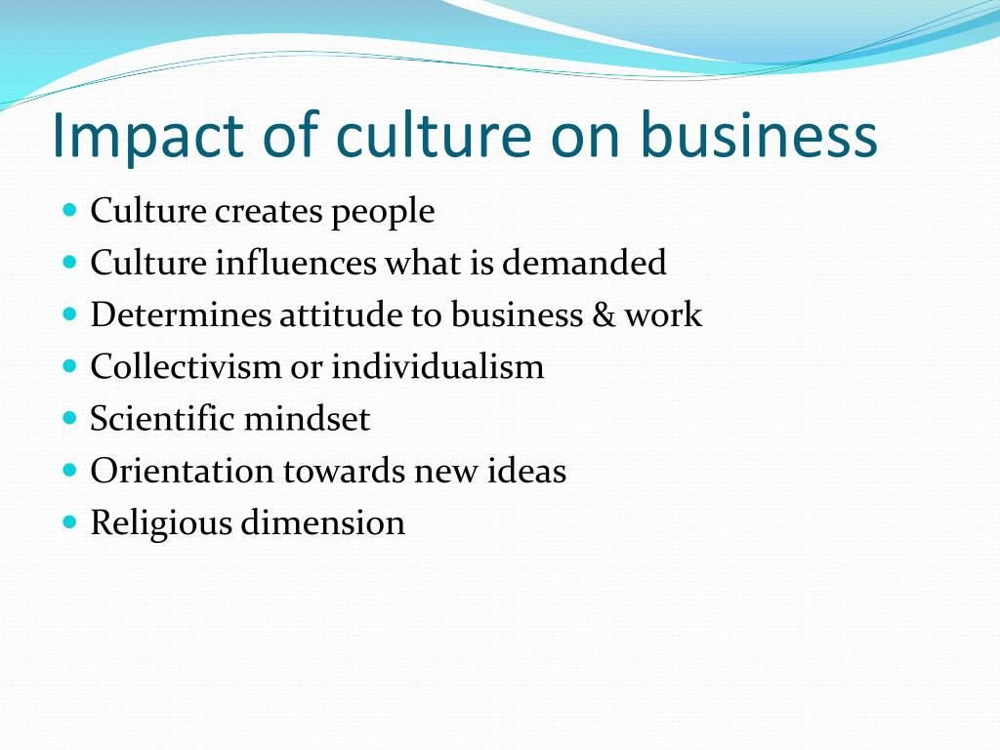 Impact of culture on business
• Culture creates people
• Culture influences what is demanded
• Determines attitude to business & work
• Collectivism or individualism
• Scientific mindset
• Orientation towards new ideas
• Religious dimension